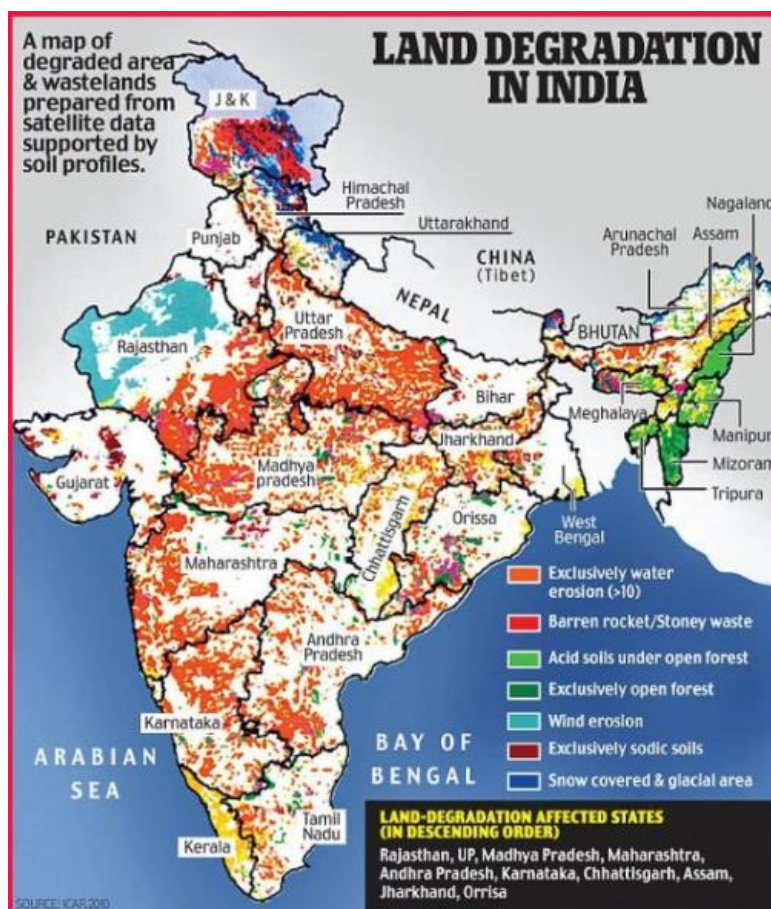 A map of
degraded area
& wastelands
prepared from
satellite data
supported by
soil profiles.
LAND DEGRADATION
IN INDIA
J & K
Himachal
Pradesh
Uttarakhand
Nagaland
Arunachal
Pradesh
Assam
PAKISTAN
Punjab
CHINA
(Tibet)
NEPAL
BHUTAN
Rajasthan
Uttar
Pradesh
Bihar
Meghalaya
Manipur
Mizoram
Tripura
Jharkhand
Gujarat
Madhya
pradesh
Chhattisgarh
Orissa
West
Bengal
Maharashtra
Andhra
Pradesh
Karnataka
ARABIAN
SEA
BAY OF
BENGAL
Kerala
Tamil
Nadu
Exclusively water
erosion (>10)
Barren rocket/Stoney waste
Acid soils under open forest
Exclusively open forest
Wind erosion
Exclusively sodic soils
Snow covered & glacial area
LAND-DEGRADATION AFFECTED STATES
(IN DESCENDING ORDER)
Rajasthan, UP, Madhya Pradesh, Maharashtra,
Andhra Pradesh, Karnataka, Chhattisgarh, Assam,
Jharkhand, Orrisa
SOURCE: ICAR 2010